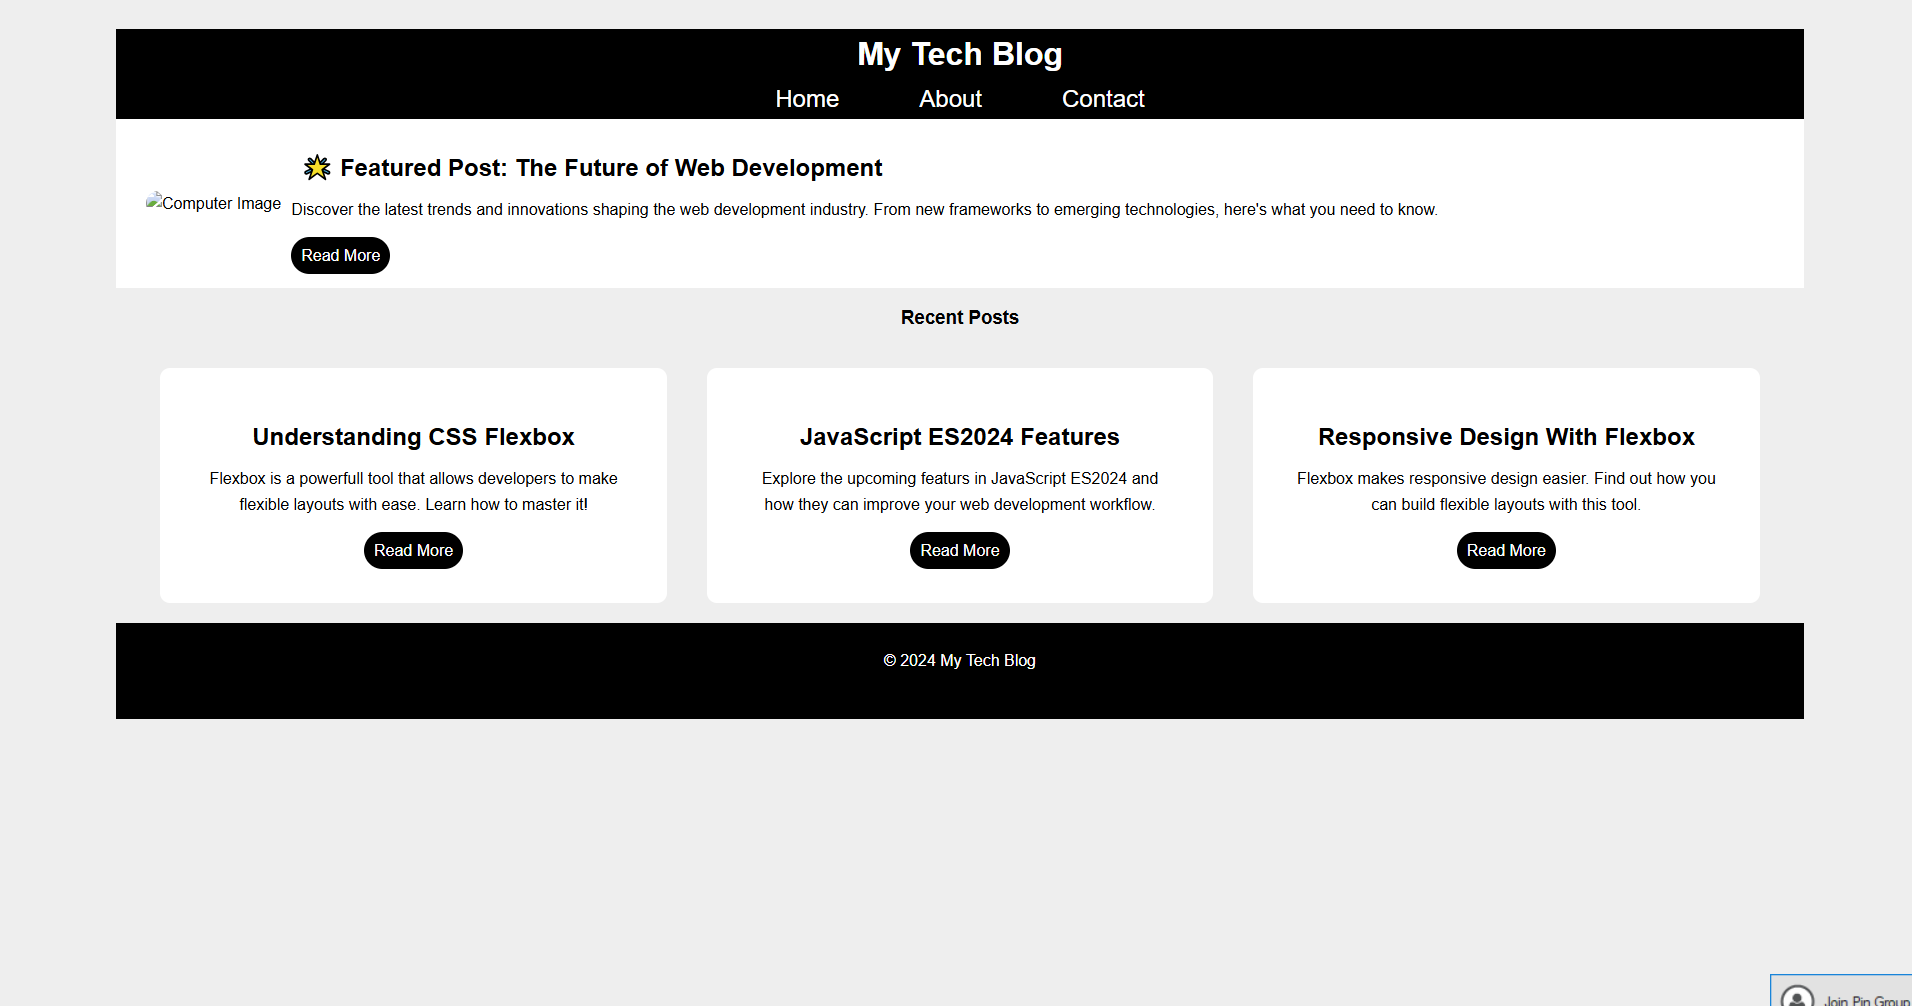 My Tech Blog
Home About Contact
🌟 Featured Post: The Future of Web Development
Computer Image
Discover the latest trends and innovations shaping the web development industry. From new frameworks to emerging technologies, here's what you need to know.
Read More
Recent Posts
Understanding CSS Flexbox
Flexbox is a powerfull tool that allows developers to make
flexible layouts with ease. Learn how to master it!
Read More
JavaScript ES2024 Features
Explore the upcoming featurs in JavaScript ES2024 and
how they can improve your web development workflow.
Read More
Responsive Design With Flexbox
Flexbox makes responsive design easier. Find out how you
can build flexible layouts with this tool.
Read More
© 2024 My Tech Blog
Join Pin Group